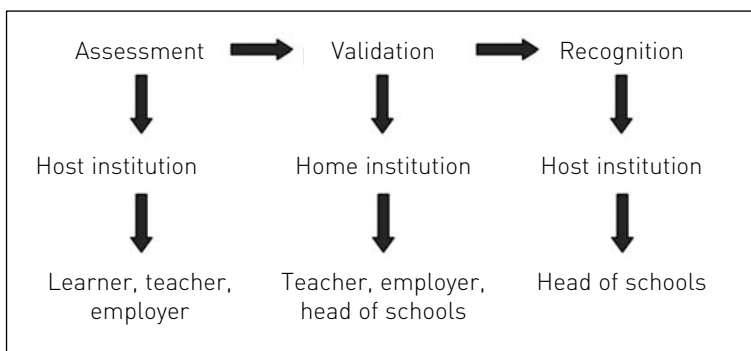 Assessment Validation Recognition
Host institution Home institution Host institution
Learner, teacher, Teacher, employer, Head of schools
employer head of schools